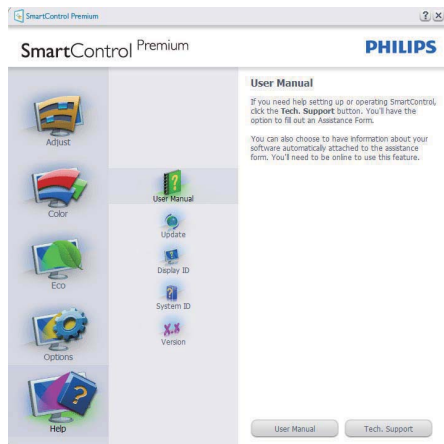 SmartControl Premium
? x
SmartControl Premium
PHILIPS
Adjust
Color
Eco
Options
Help
User Manual
Update
Display ID
System ID
X.X
Version
User Manual
If you need help setting up or operating SmartControl,
click the Tech. Support button. You'll have the
option to fill out an Assistance Form.
You can also choose to have information about your
software automatically attached to the assistance
form. You'll need to be online to use this feature.
User Manual
Tech. Support